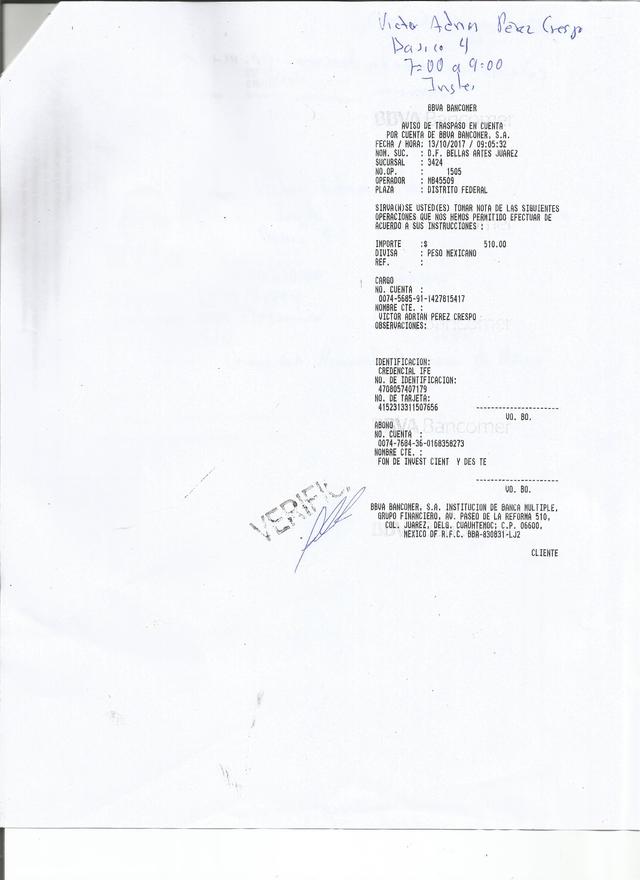 Victor Adrian Perez Crespo
Basico 4
7:00 a 9:00
Ingles
BBVA BANCOMER
AVISO DE TRASPASO EN CUENTA
POR CUENTA DE BBVA BANCOMER, S.A.
FECHA / HORA: 13/10/2017 / 09:05:32
NOM. SUC. : D.F. BELLAS ARTES JUAREZ
SUCURSAL : 3424
NO.OP. : 1505
OPERADOR : MB45509
PLAZA : DISTRITO FEDERAL
SIRVA(N)SE USTED(ES) TOMAR NOTA DE LAS SIGUIENTES
OPERACIONES QUE NOS HEMOS PERMITIDO EFECTUAR DE
ACUERDO A SUS INSTRUCCIONES :
IMPORTE :$ 510.00
DIVISA : PESO MEXICANO
REF. :
CARGO
NO. CUENTA :
0074-5685-91-1427815417
NOMBRE CTE. :
VICTOR ADRIAN PEREZ CRESPO
OBSERVACIONES:
IDENTIFICACION:
CREDENCIAL IFE
NO. DE IDENTIFICACION:
4708057407179
NO. DE TARJETA:
4152313311507656
VO. BO.
ABONO
NO. CUENTA :
0074-7684-36-0168358273
NOMBRE CTE. :
FON DE INVEST CIENT Y DES TE
VO. BO.
VERIFIC
BBVA BANCOMER, S.A. INSTITUCION DE BANCA MULTIPLE,
GRUPO FINANCIERO, AV. PASEO DE LA REFORMA 510,
COL. JUAREZ, DELG. CUAUHTEMOC; C.P. 06600,
MEXICO DF R.F.C. BBA-830831-LJ2
CLIENTE